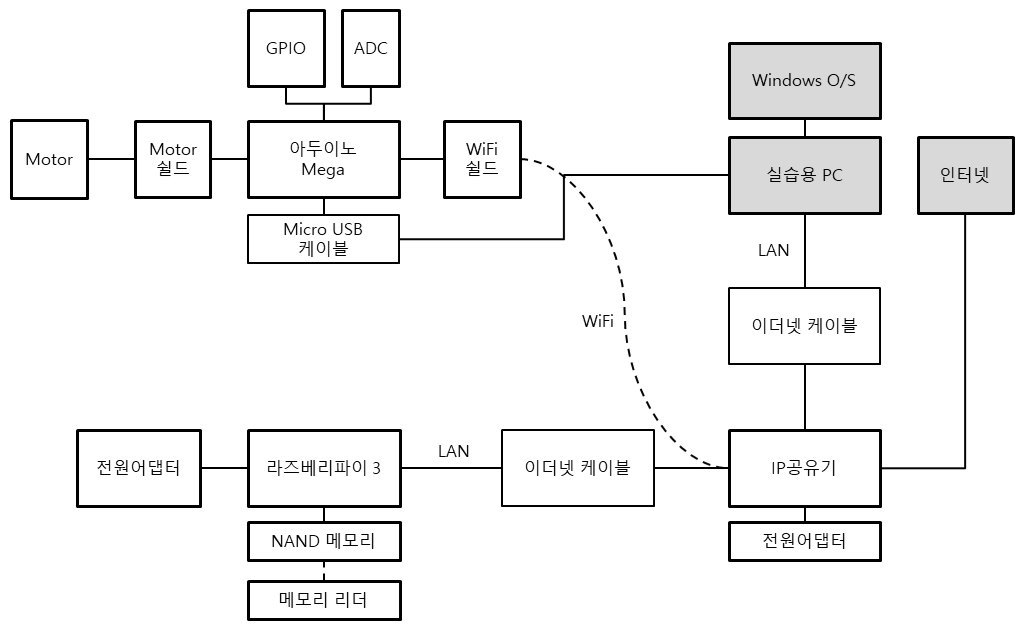 GPIO
ADC
Windows O/S
Motor
Motor
쉴드
아두이노
Mega
WiFi
쉴드
실습용 PC
인터넷
Micro USB
케이블
LAN
이더넷 케이블
WiFi
전원어댑터
라즈베리파이 3
LAN
이더넷 케이블
IP공유기
NAND 메모리
전원어댑터
메모리 리더